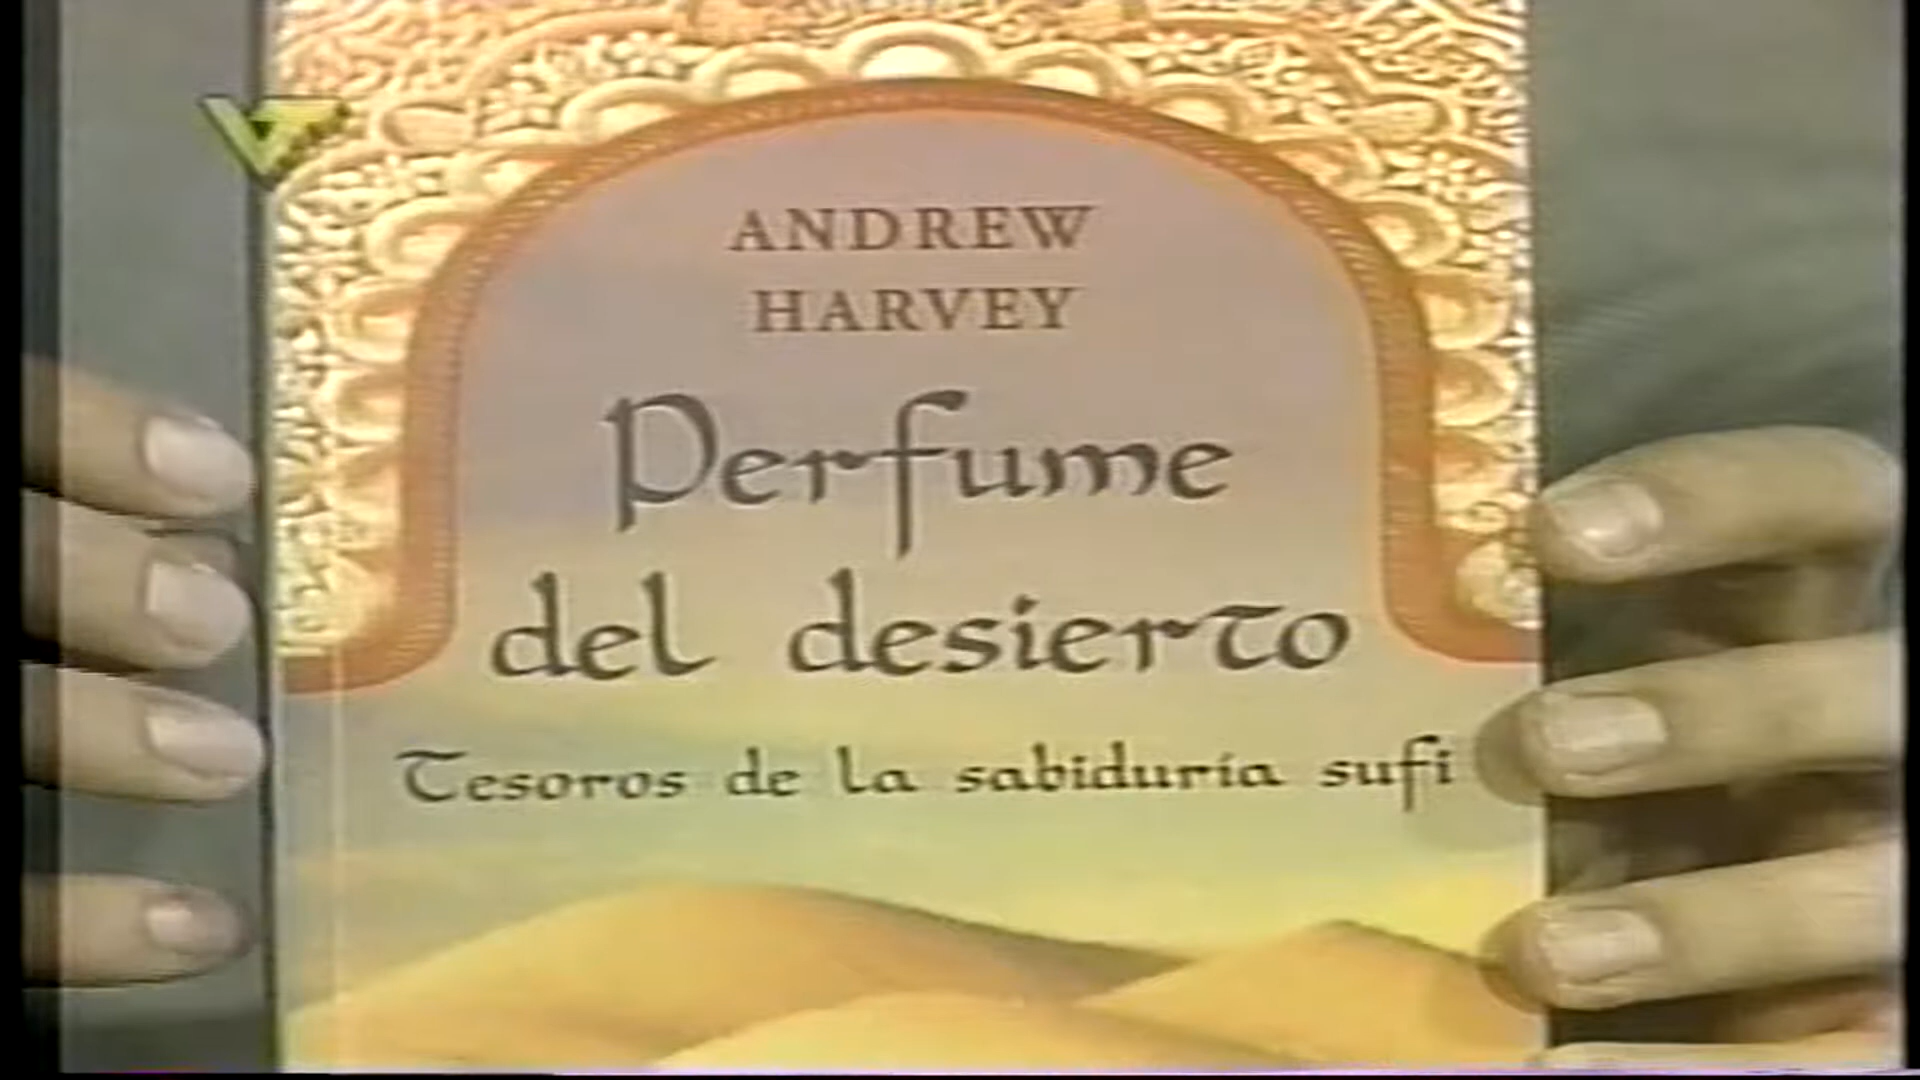 ANDREW
HARVEY
Perfume
del desierto
Tesoros de la sabiduría sufi